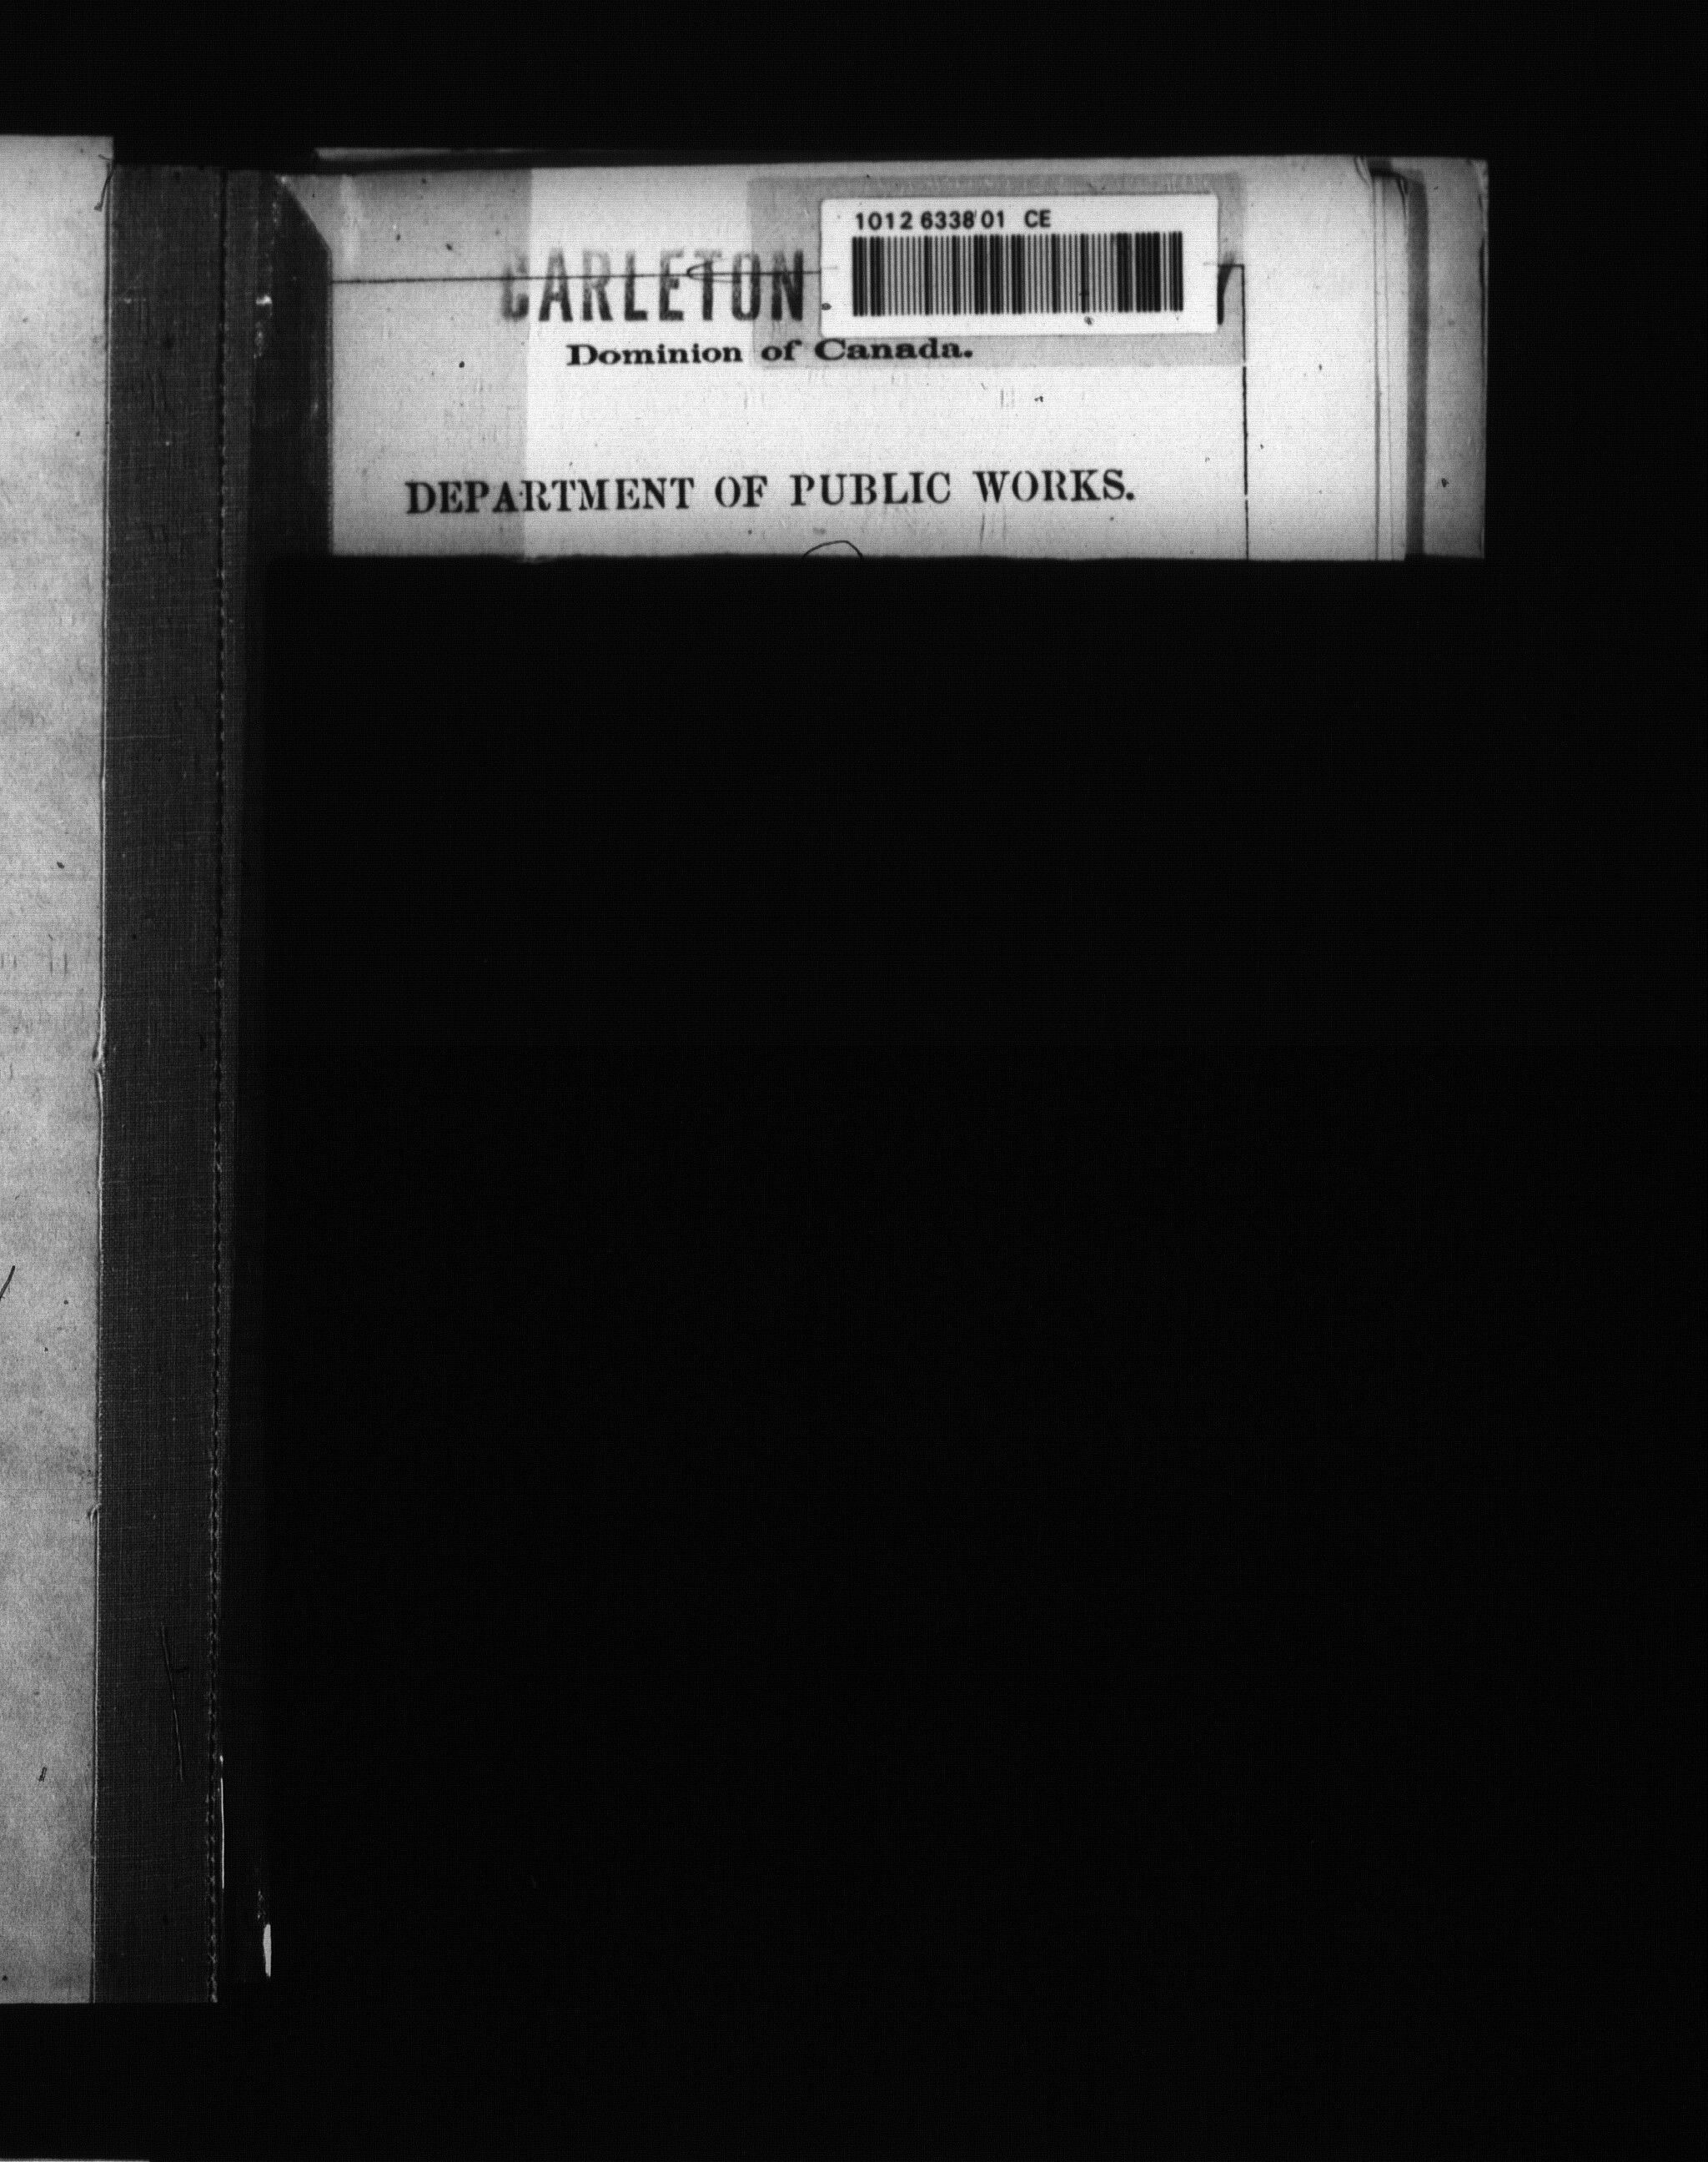 1012 6338 01 CE
CARLETON
Dominion of Canada.
DEPARTMENT OF PUBLIC WORKS.